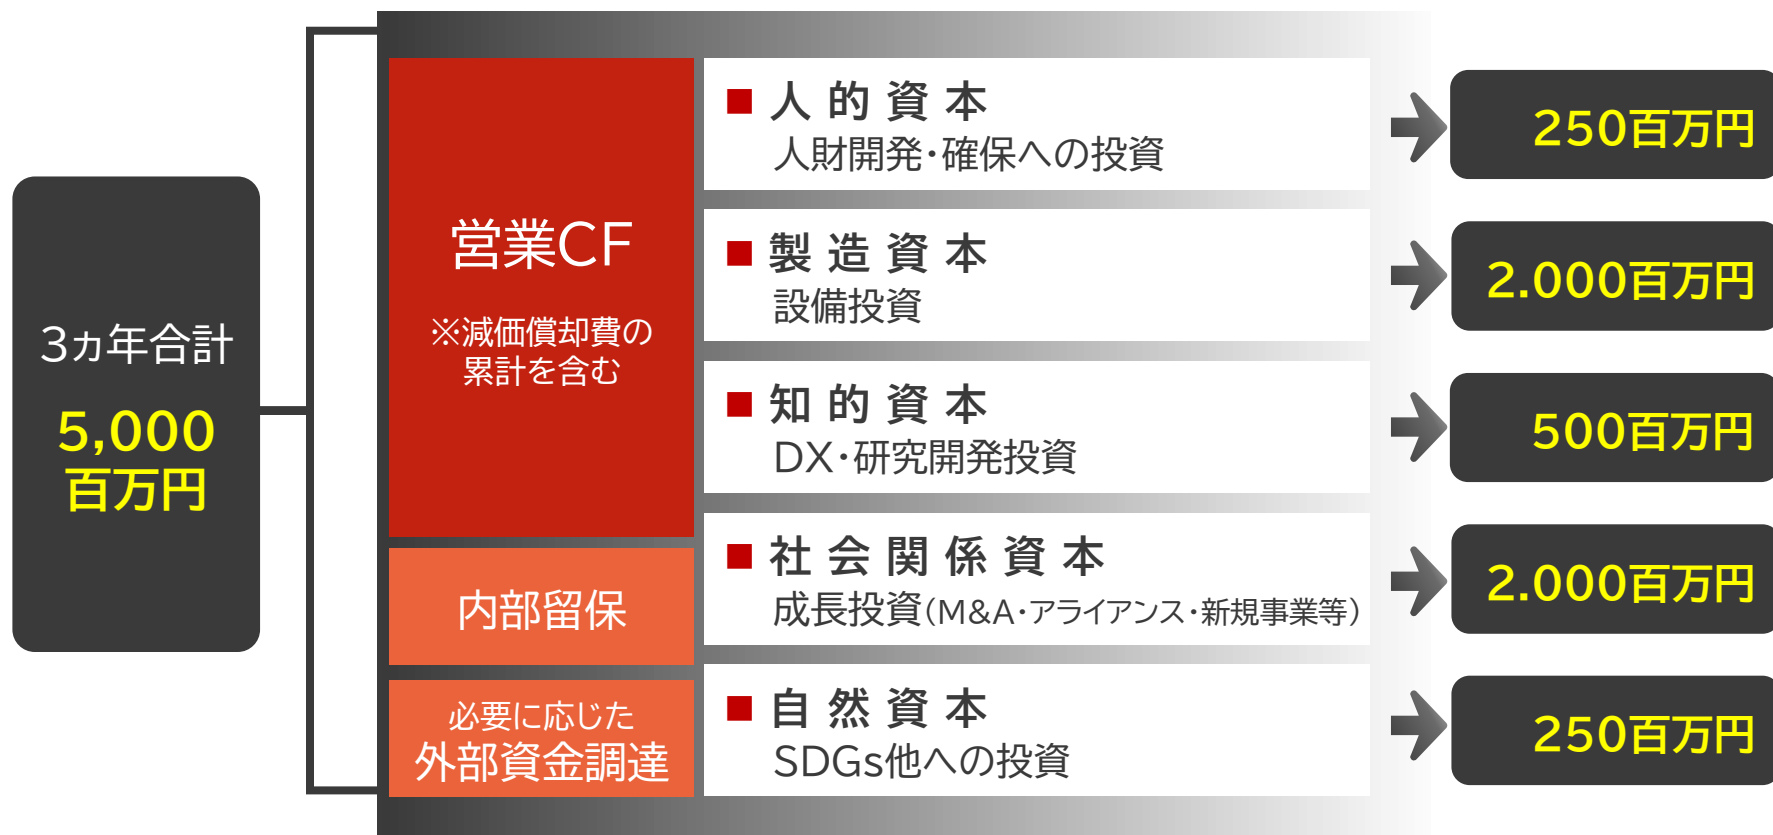 3ヵ年合計
5,000
百万円
営業CF
※減価償却費の
累計を含む
内部留保
必要に応じた
外部資金調達
■ 人的資本
人財開発・確保への投資
250百万円
■ 製造資本
設備投資
2.000百万円
■ 知的資本
DX・研究開発投資
500百万円
■ 社会関係資本
成長投資(M&A・アライアンス・新規事業等)
2.000百万円
■ 自然資本
SDGs他への投資
250百万円